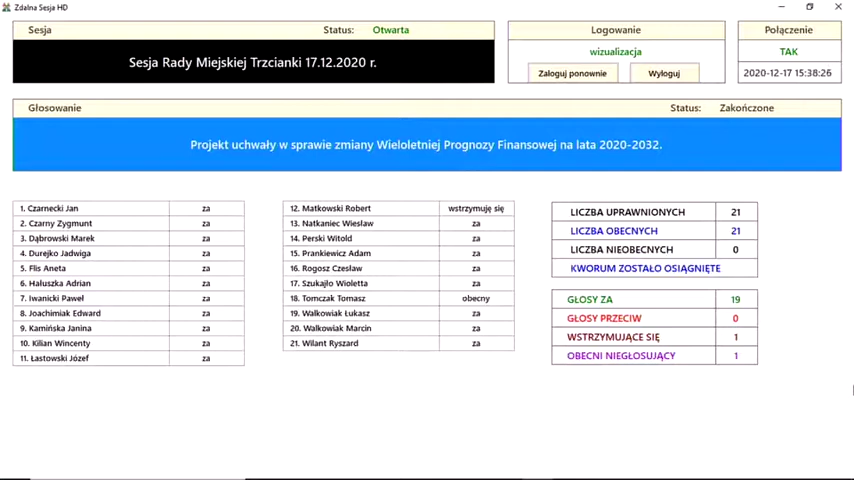 Zdalna Sesja HD
Sesja Status: Otwarta
Sesja Rady Miejskiej Trzcianki 17.12.2020 r.
Logowanie
wizualizacja
Zaloguj ponownie Wyloguj
Połączenie
TAK
2020-12-17 15:38:26
Głosowanie Status: Zakończone
Projekt uchwały w sprawie zmiany Wieloletniej Prognozy Finansowej na lata 2020-2032.
1. Czarnecki Jan za
2. Czarny Zygmunt za
3. Dąbrowski Marek za
4. Durejko Jadwiga za
5. Flis Aneta za
6. Hałuszka Adrian za
7. Iwanicki Paweł za
8. Joachimiak Edward za
9. Kamińska Janina za
10. Kilian Wincenty za
11. Łastowski Józef za
12. Matkowski Robert wstrzymuję się
13. Natkaniec Wiesław za
14. Perski Witold za
15. Prankiewicz Adam za
16. Rogosz Czesław za
17. Szukajło Wioletta za
18. Tomczak Tomasz obecny
19. Walkowiak Łukasz za
20. Walkowiak Marcin za
21. Wilant Ryszard za
LICZBA UPRAWNIONYCH 21
LICZBA OBECNYCH 21
LICZBA NIEOBECNYCH 0
KWORUM ZOSTAŁO OSIĄGNIĘTE
GŁOSY ZA 19
GŁOSY PRZECIW 0
WSTRZYMUJĄCE SIĘ 1
OBECNI NIEGŁOSUJĄCY 1